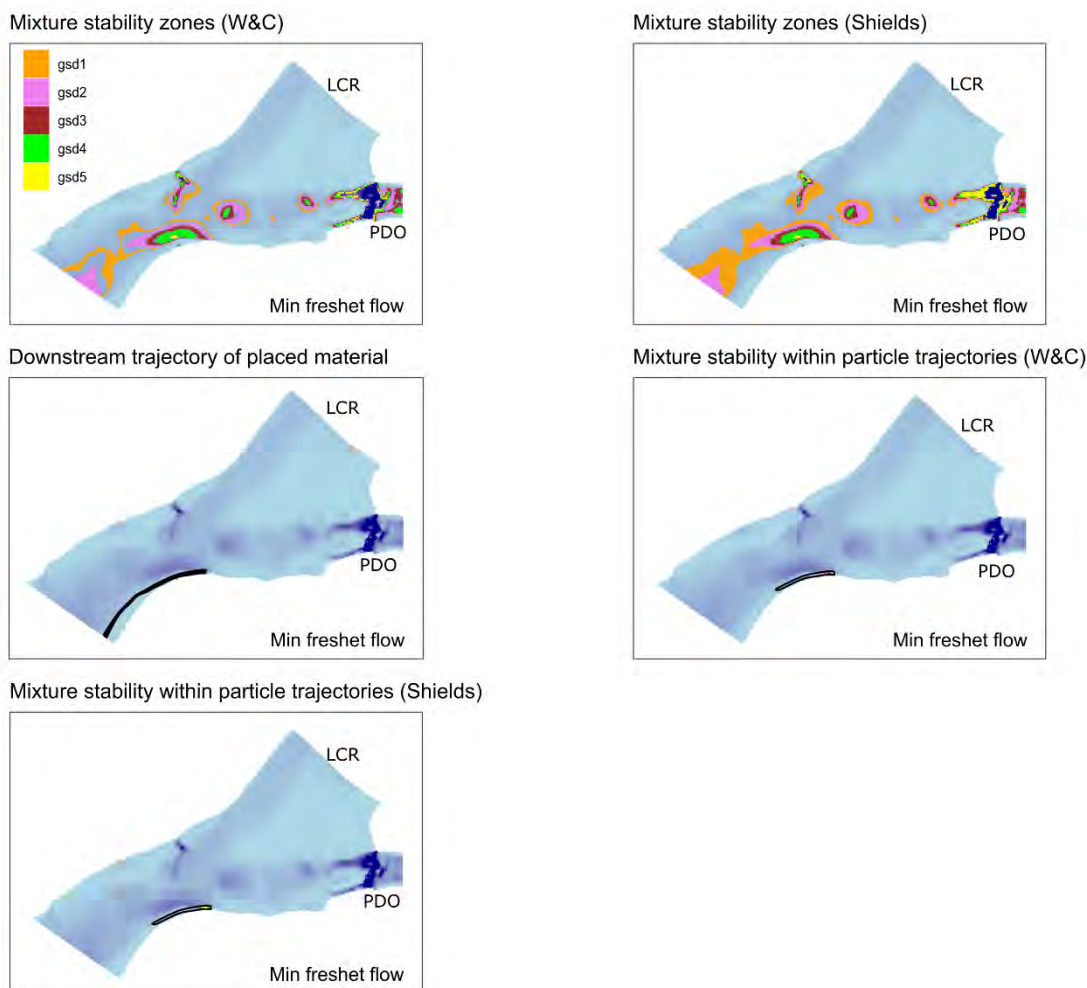 Mixture stability zones (W&C)
gsd1
gsd2
gsd3
gsd4
gsd5
LCR
PDO
Min freshet flow
Mixture stability zones (Shields)
LCR
PDO
Min freshet flow
Downstream trajectory of placed material
LCR
PDO
Min freshet flow
Mixture stability within particle trajectories (W&C)
LCR
PDO
Min freshet flow
Mixture stability within particle trajectories (Shields)
LCR
PDO
Min freshet flow